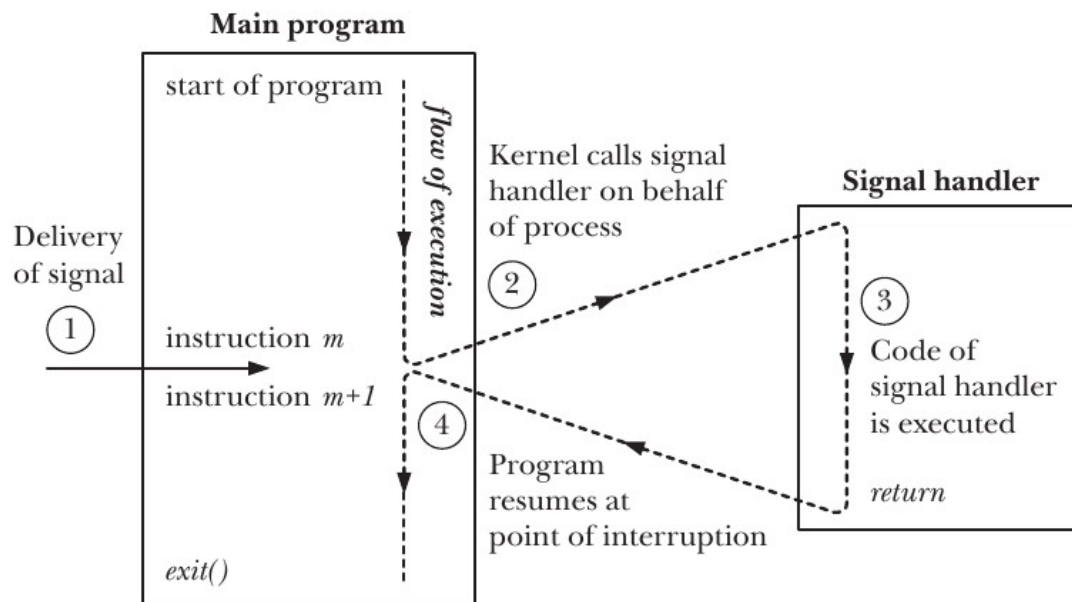 Main program
start of program
flow of execution
Kernel calls signal
handler on behalf
of process
Signal handler
Delivery
of signal
1
2
3
instruction m
instruction m+1
Code of
signal handler
is executed
4
Program
resumes at
point of interruption
return
exit()